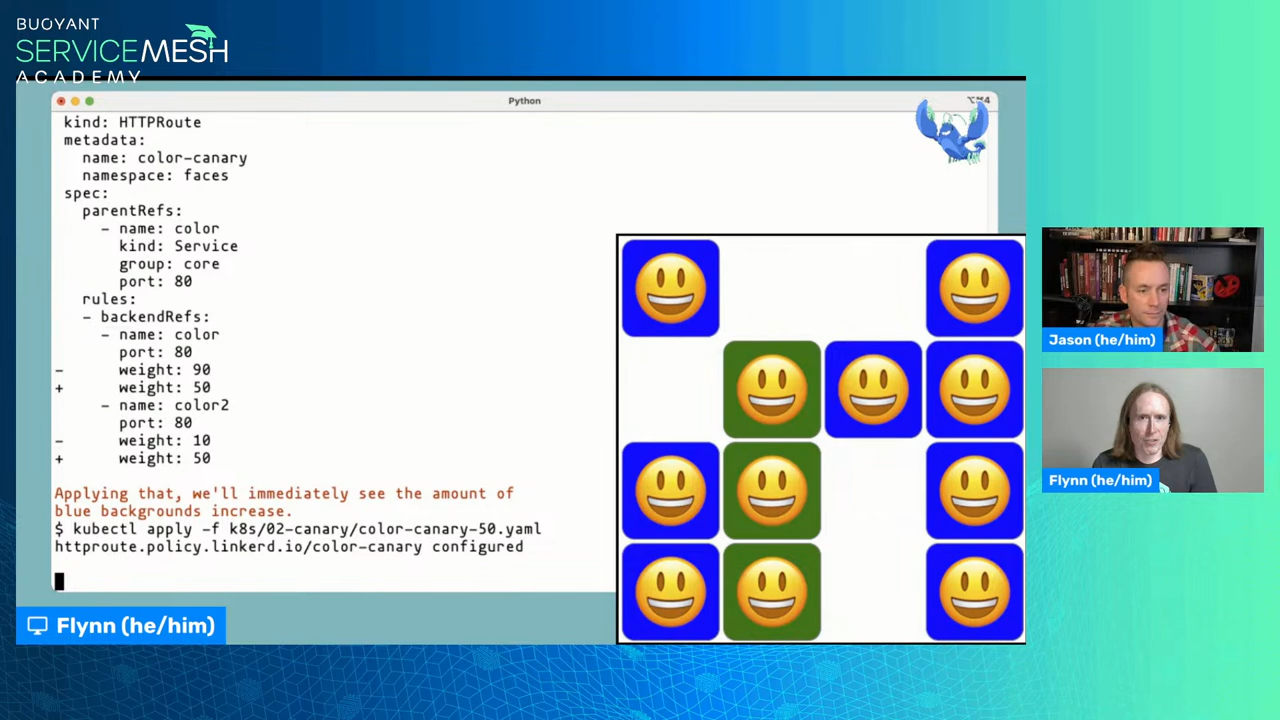 BUOYANT
SERVICEMESH
ACADEMY
Python
⌥⌘4
kind: HTTPRoute
metadata:
  name: color-canary
  namespace: faces
spec:
  parentRefs:
    - name: color
      kind: Service
      group: core
      port: 80
  rules:
  - backendRefs:
    - name: color
      port: 80
-      weight: 90
+      weight: 50
    - name: color2
      port: 80
-      weight: 10
+      weight: 50
Applying that, we'll immediately see the amount of
blue backgrounds increase.
$ kubectl apply -f k8s/02-canary/color-canary-50.yaml
httproute.policy.linkerd.io/color-canary configured
Flynn (he/him)
Jason (he/him)
Flynn (he/him)